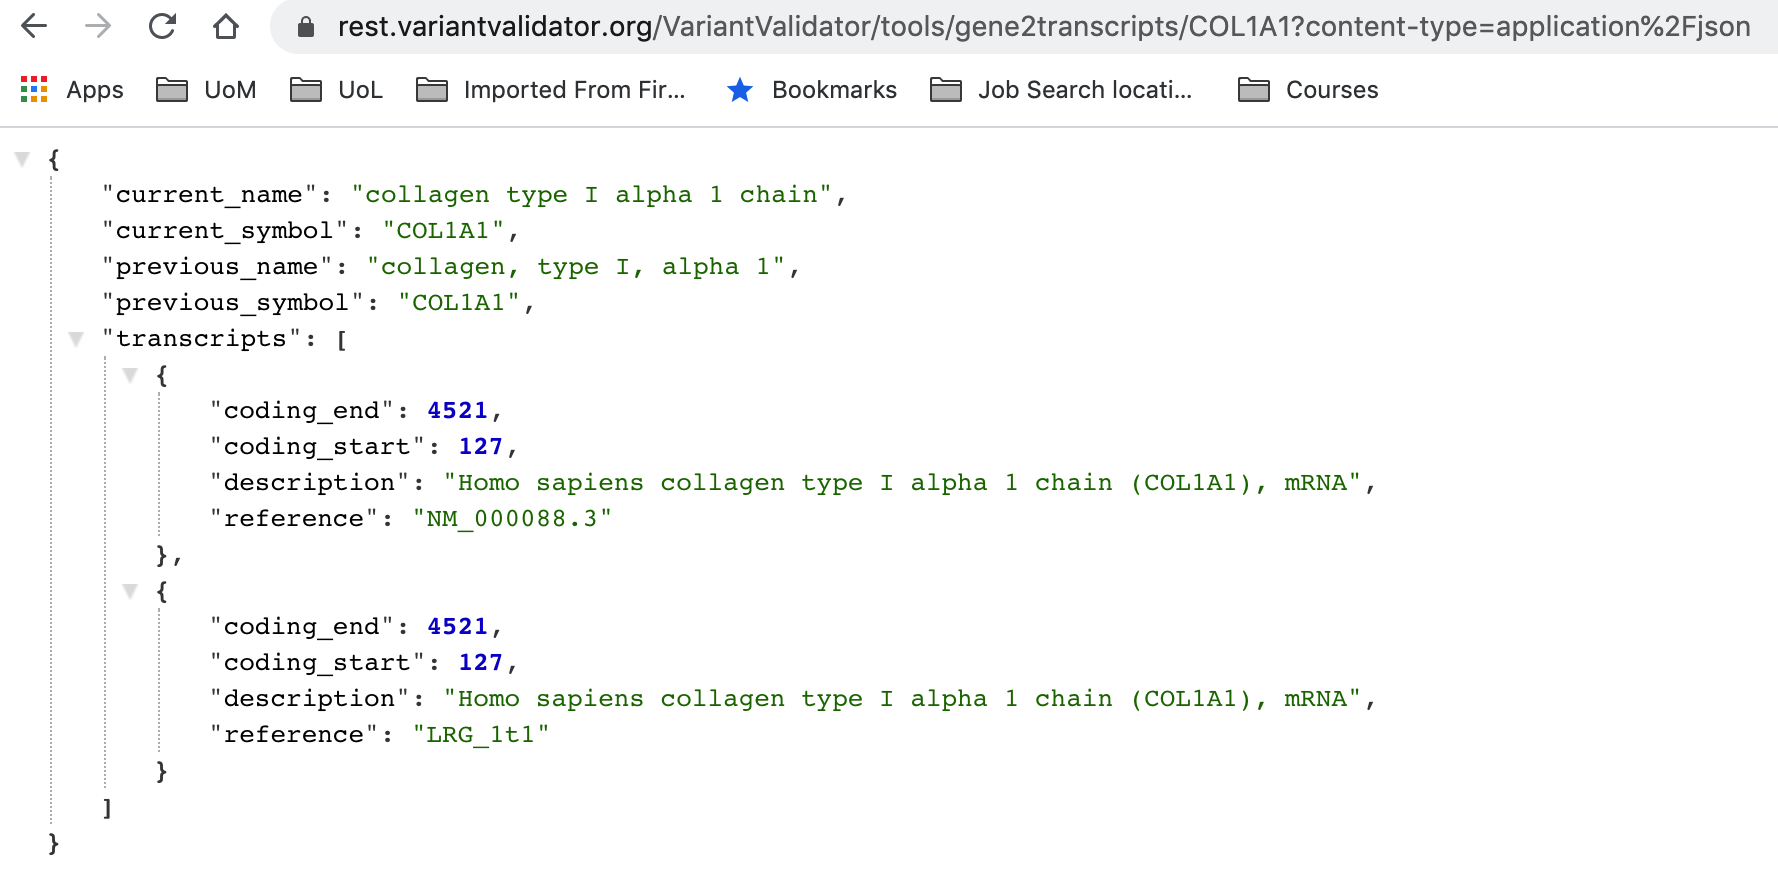 rest.variantvalidator.org/VariantValidator/tools/gene2transcripts/COL1A1?content-type=application%2Fjson
Apps UoM UoL Imported From Fir... Bookmarks Job Search locati... Courses
{
"current_name": "collagen type I alpha 1 chain",
"current_symbol": "COL1A1",
"previous_name": "collagen, type I, alpha 1",
"previous_symbol": "COL1A1",
"transcripts": [
{
"coding_end": 4521,
"coding_start": 127,
"description": "Homo sapiens collagen type I alpha 1 chain (COL1A1), mRNA",
"reference": "NM_000088.3"
},
{
"coding_end": 4521,
"coding_start": 127,
"description": "Homo sapiens collagen type I alpha 1 chain (COL1A1), mRNA",
"reference": "LRG_1t1"
}
]
}